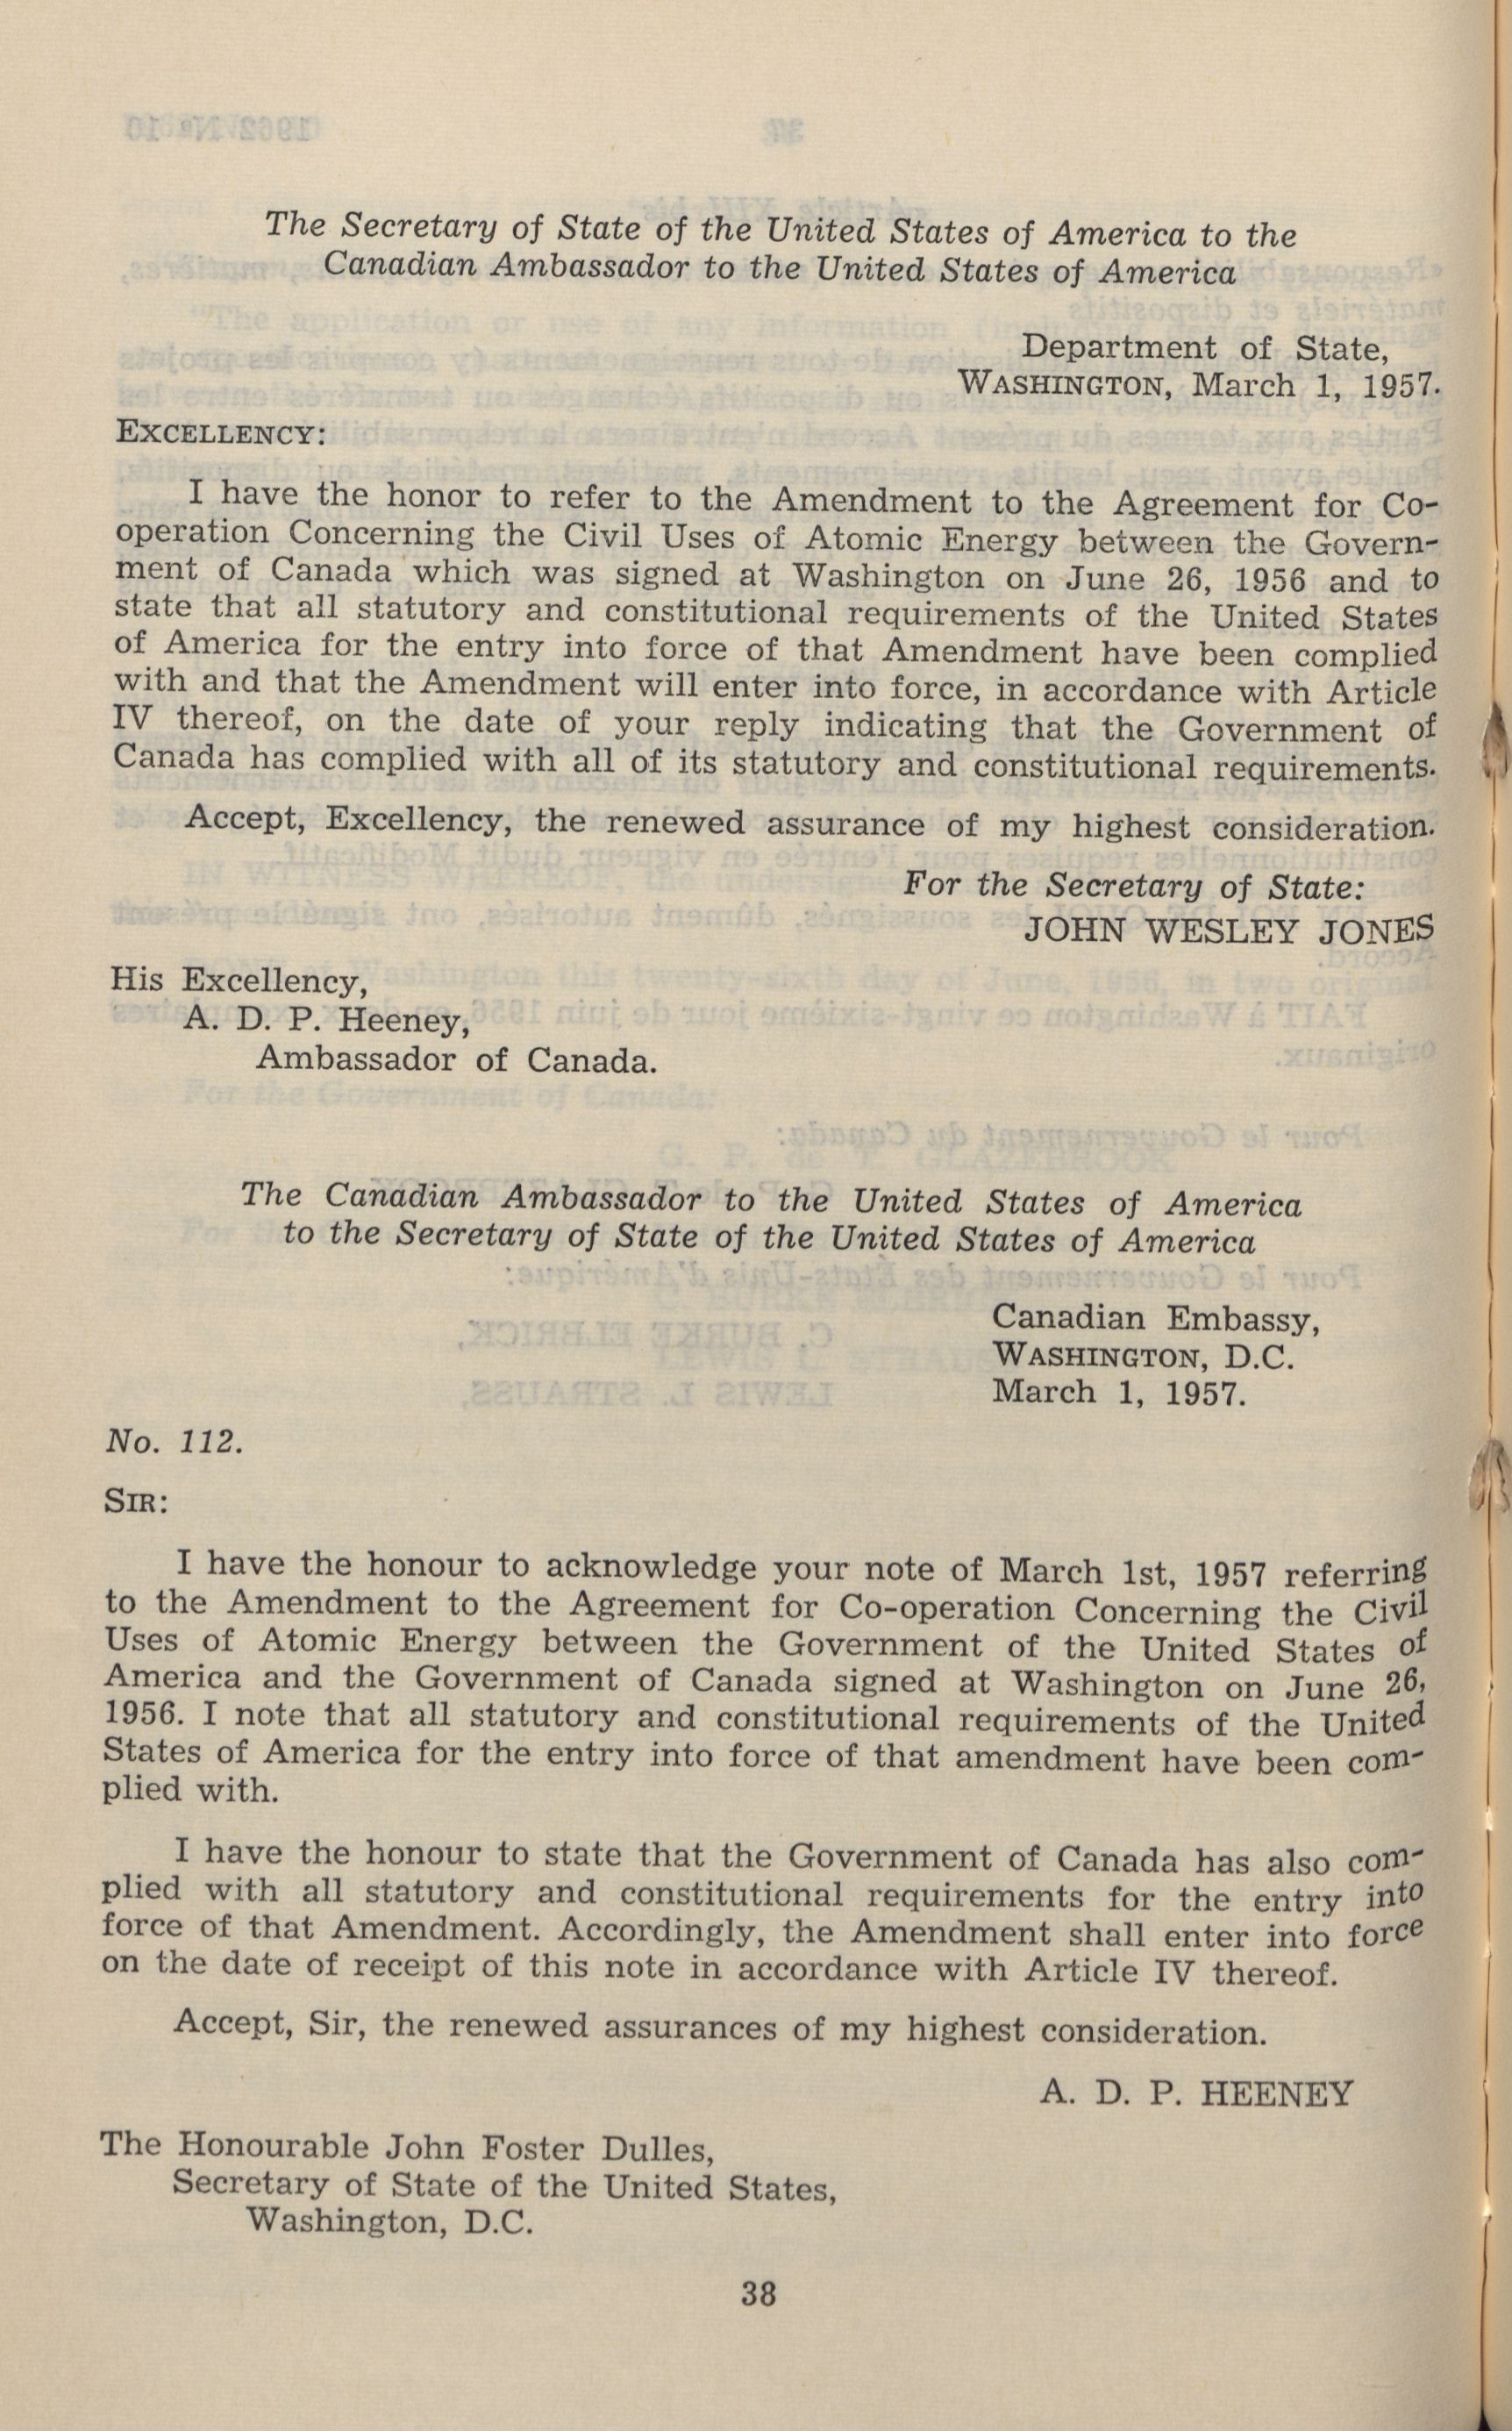 The Secretary of State of the United States of America to the
Canadian Ambassador to the United States of America
Department of State,
WASHINGTON, March 1, 1957.
EXCELLENCY:
I have the honor to refer to the Amendment to the Agreement for Co-
operation Concerning the Civil Uses of Atomic Energy between the Govern-
ment of Canada which was signed at Washington on June 26, 1956 and to
state that all statutory and constitutional requirements of the United States
of America for the entry into force of that Amendment have been complied
with and that the Amendment will enter into force, in accordance with Article
IV thereof, on the date of your reply indicating that the Government of
Canada has complied with all of its statutory and constitutional requirements.
Accept, Excellency, the renewed assurance of my highest consideration.
For the Secretary of State:
JOHN WESLEY JONES
His Excellency,
A. D. P. Heeney,
Ambassador of Canada.
The Canadian Ambassador to the United States of America
to the Secretary of State of the United States of America
Canadian Embassy,
WASHINGTON, D.C.
March 1, 1957.
No. 112.
SIR:
I have the honour to acknowledge your note of March 1st, 1957 referring
to the Amendment to the Agreement for Co-operation Concerning the Civil
Uses of Atomic Energy between the Government of the United States of
America and the Government of Canada signed at Washington on June 26,
1956. I note that all statutory and constitutional requirements of the United
States of America for the entry into force of that amendment have been com-
plied with.
I have the honour to state that the Government of Canada has also com-
plied with all statutory and constitutional requirements for the entry into
force of that Amendment. Accordingly, the Amendment shall enter into force
on the date of receipt of this note in accordance with Article IV thereof.
Accept, Sir, the renewed assurances of my highest consideration.
A. D. P. HEENEY
The Honourable John Foster Dulles,
Secretary of State of the United States,
Washington, D.C.
38